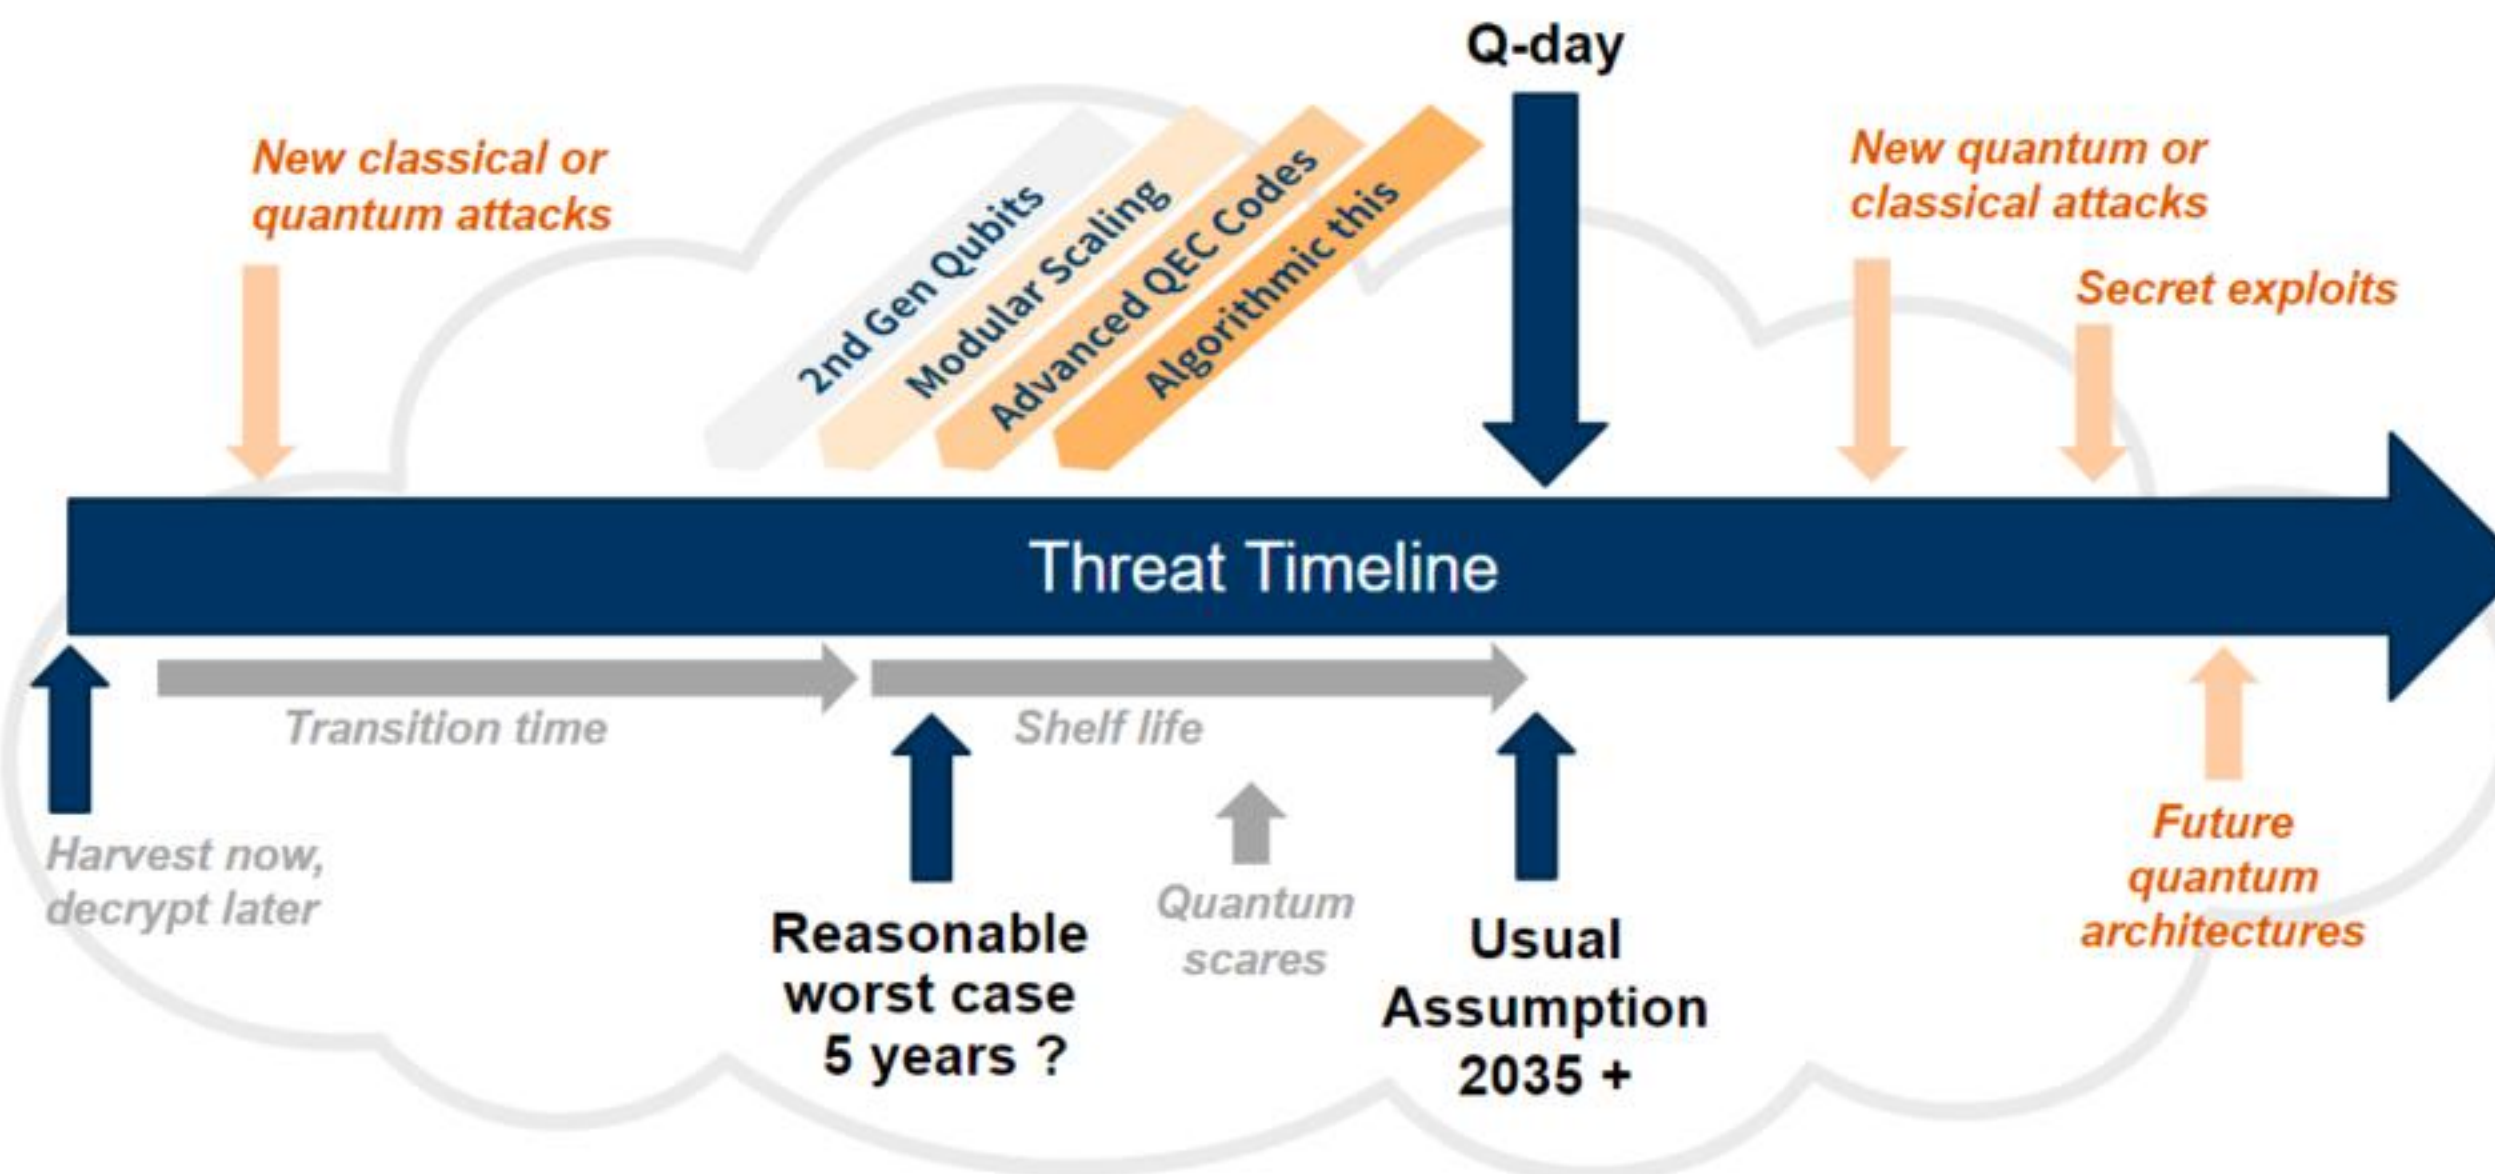 Q-day
New classical or
quantum attacks
2nd Gen Qubits
Modular Scaling
Advanced QEC Codes
Algorithmic this
New quantum or
classical attacks
Secret exploits
Threat Timeline
Transition time
Shelf life
Harvest now,
decrypt later
Reasonable
worst case
5 years ?
Quantum
scares
Usual
Assumption
2035 +
Future
quantum
architectures